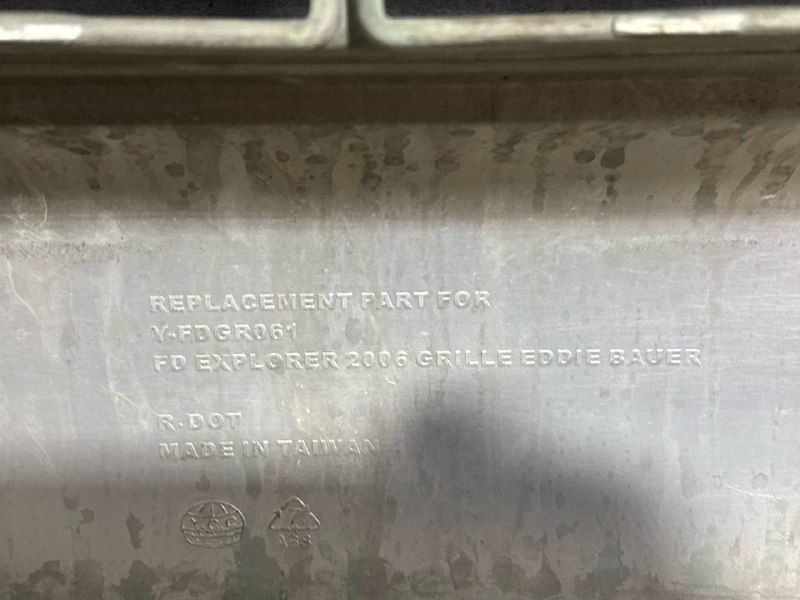 REPLACEMENT PART FOR
Y-FDGR061
FD EXPLORER 2006 GRILLE EDDIE BAUER
R·DOT
MADE IN TAIWAN
Y.C.C
ABS